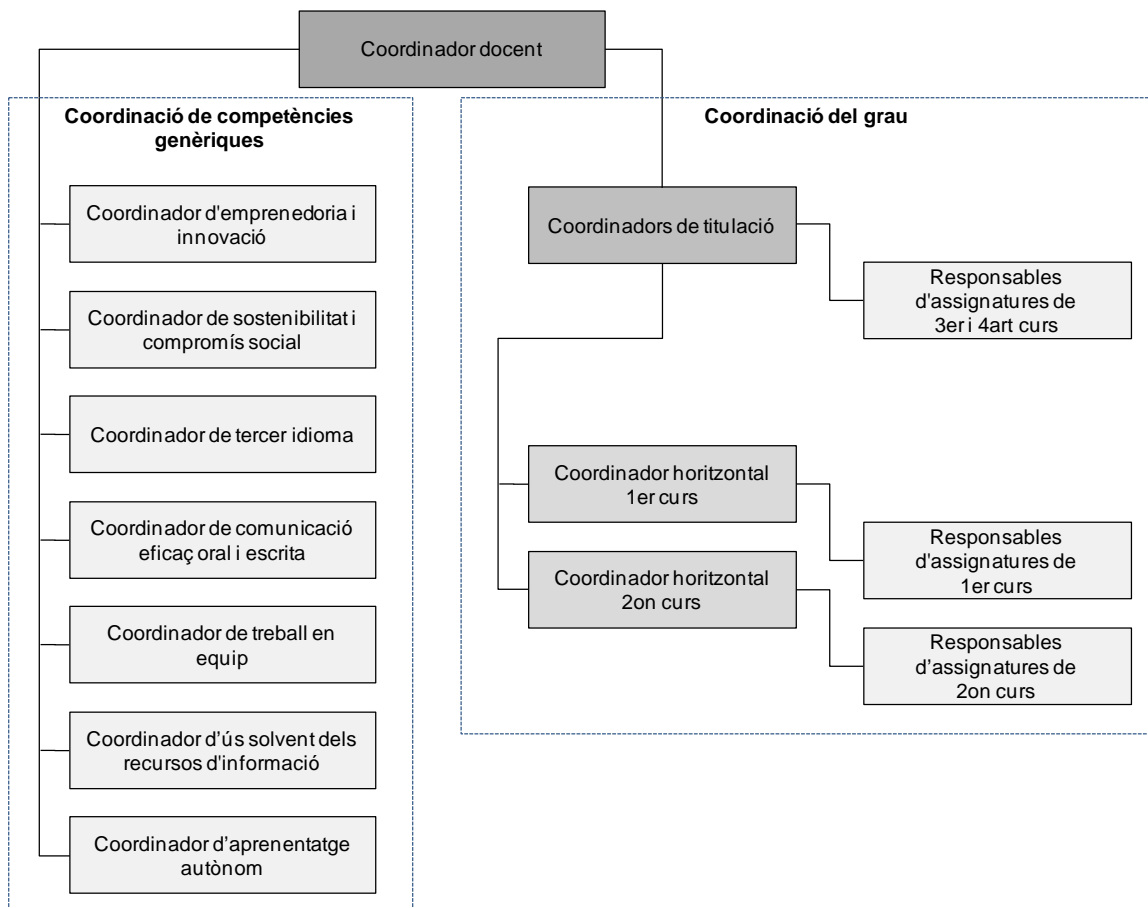 Coordinador docent
Coordinació de competències
genèriques
Coordinador d'emprenedoria i
innovació
Coordinador de sostenibilitat i
compromís social
Coordinador de tercer idioma
Coordinador de comunicació
eficaç oral i escrita
Coordinador de treball en
equip
Coordinador d’ús solvent dels
recursos d'informació
Coordinador d’aprenentatge
autònom
Coordinació del grau
Coordinadors de titulació
Responsables
d'assignatures de
3er i 4art curs
Coordinador horitzontal
1er curs
Responsables
d'assignatures de
1er curs
Coordinador horitzontal
2on curs
Responsables
d’assignatures de
2on curs